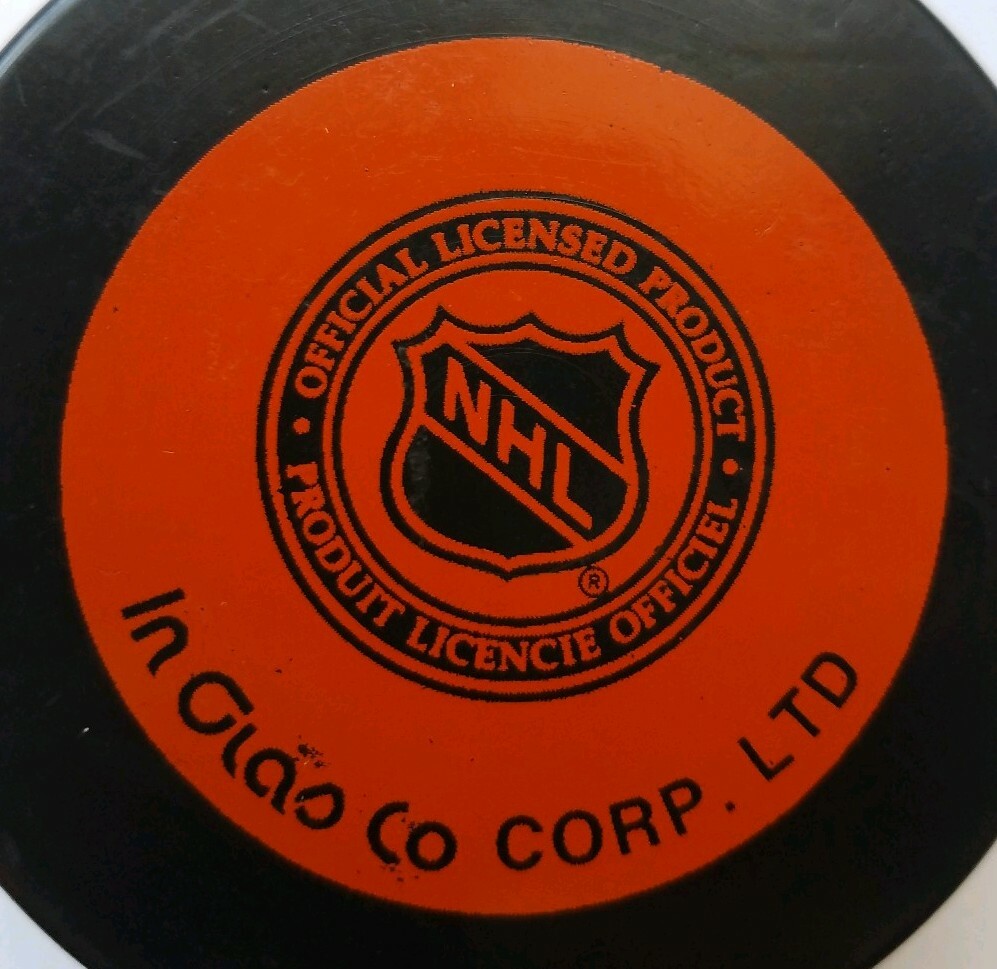 OFFICIAL LICENSED PRODUCT
NHL
®
• PRODUIT LICENCIE OFFICIEL •
In Glas Co CORP. LTD